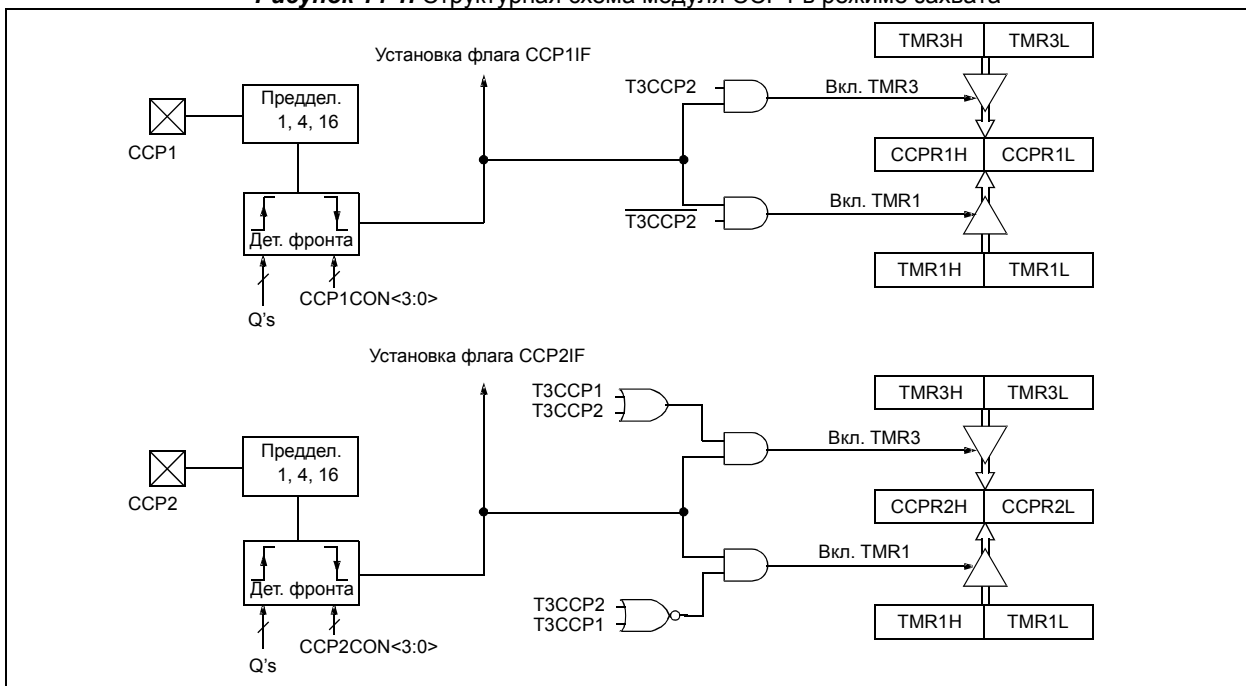 Установка флага CCP1IF
TMR3H TMR3L
T3CCP2
Вкл. TMR3
Преддел.
1, 4, 16
CCP1
CCPR1H CCPR1L
T3CCP2
Вкл. TMR1
Дет. фронта
TMR1H TMR1L
CCP1CON<3:0>
Q's
Установка флага CCP2IF
TMR3H TMR3L
T3CCP1
T3CCP2
Вкл. TMR3
Преддел.
1, 4, 16
CCP2
CCPR2H CCPR2L
Вкл. TMR1
Дет. фронта
T3CCP2
T3CCP1
TMR1H TMR1L
CCP2CON<3:0>
Q's